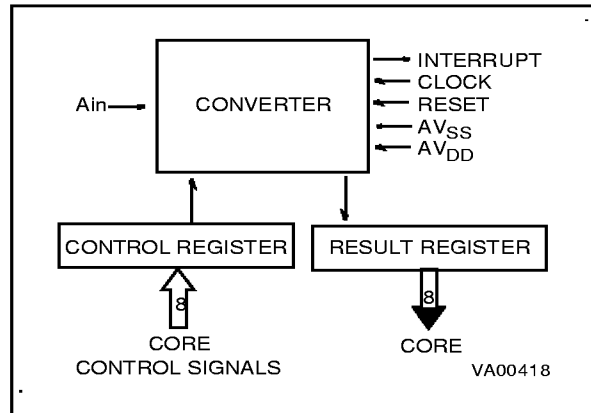 INTERRUPT
CLOCK
Ain
CONVERTER
RESET
AVSS
AVDD
CONTROL REGISTER
RESULT REGISTER
8
8
CORE
CONTROL SIGNALS
CORE
VA00418